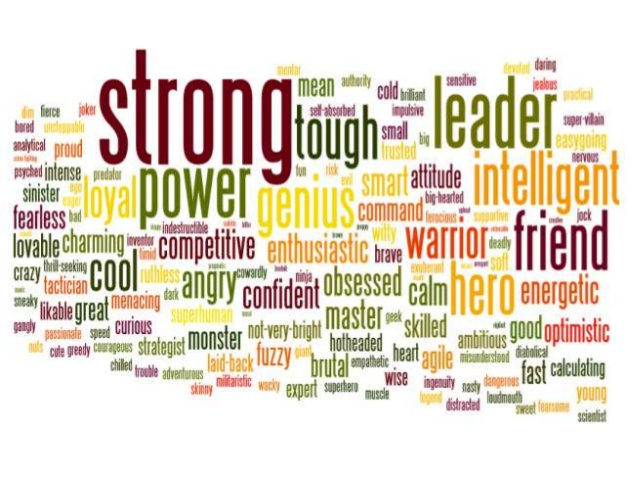 mentor
devoted daring
mean authority cold brilliant sensitive jealous practical
dim fierce joker strong self-absorbed impulsive leader super-villain
bored unstoppable tough small big easygoing
analytical proud trusted nervous
psyched intense predator fun risk smart attitude intelligent
sinister ego loyal power genius evil big-hearted
eager
fearless bad command ferocious supportive jock
indestructible witty warrior friend
lovable charming inventor competitive enthusiastic brave deadly
timid
crazy thrill-seeking cool ruthless angry cowardly ninja obsessed exuberant soft
tactician confident calm hero energetic
sneaky dark
likable great menacing superhuman master geek
gangly passionate speed curious monster not-very-bright skilled ambitious good optimistic
nuts cute greedy courageous strategist hotheaded heart agile misunderstood diabolical
laid-back fuzzy giant brutal empathetic
chilled trouble adventurous wise fast calculating
skinny militaristic wacky expert superhero muscle ingenuity nasty dangerous young
legend loudmouth
distracted sweet fearsome scientist